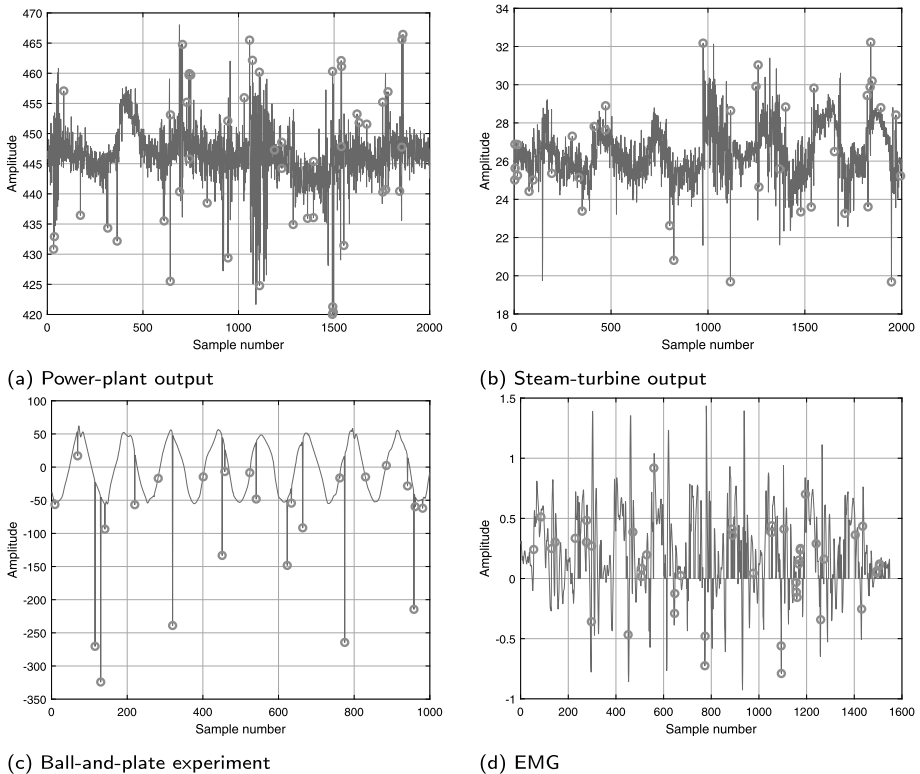 470
465
460
455
450
445
440
435
430
425
420
Amplitude
0 500 1000 1500 2000
Sample number
(a) Power-plant output
34
32
30
28
26
24
22
20
18
Amplitude
0 500 1000 1500 2000
Sample number
(b) Steam-turbine output
100
50
0
-50
-100
-150
-200
-250
-300
-350
Amplitude
0 200 400 600 800 1000
Sample number
(c) Ball-and-plate experiment
1.5
1
0.5
0
-0.5
-1
Amplitude
0 200 400 600 800 1000 1200 1400 1600
Sample number
(d) EMG